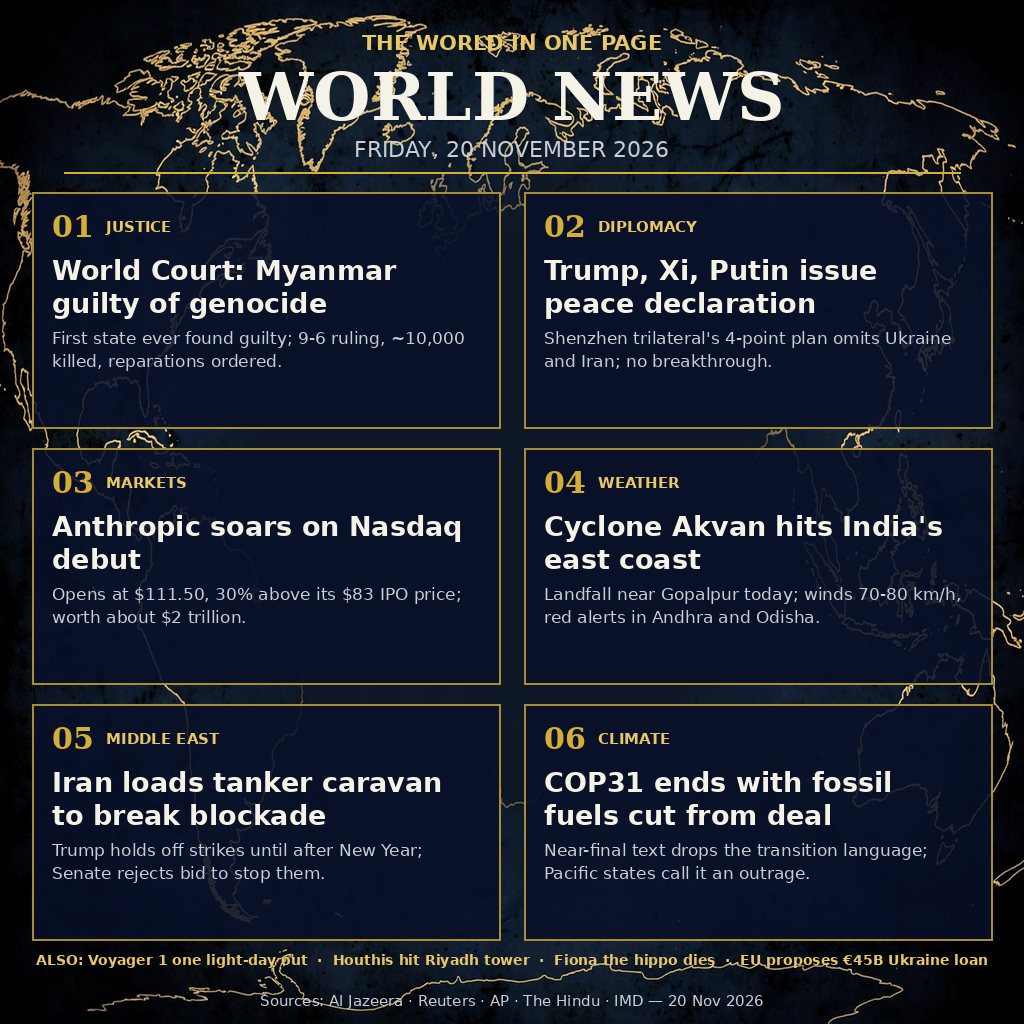 THE WORLD IN ONE PAGE
WORLD NEWS
FRIDAY, 20 NOVEMBER 2026
01 JUSTICE
World Court: Myanmar
guilty of genocide
First state ever found guilty; 9-6 ruling, ~10,000
killed, reparations ordered.
02 DIPLOMACY
Trump, Xi, Putin issue
peace declaration
Shenzhen trilateral's 4-point plan omits Ukraine
and Iran; no breakthrough.
03 MARKETS
Anthropic soars on Nasdaq
debut
Opens at $111.50, 30% above its $83 IPO price;
worth about $2 trillion.
04 WEATHER
Cyclone Akvan hits India's
east coast
Landfall near Gopalpur today; winds 70-80 km/h,
red alerts in Andhra and Odisha.
05 MIDDLE EAST
Iran loads tanker caravan
to break blockade
Trump holds off strikes until after New Year;
Senate rejects bid to stop them.
06 CLIMATE
COP31 ends with fossil
fuels cut from deal
Near-final text drops the transition language;
Pacific states call it an outrage.
ALSO: Voyager 1 one light-day out · Houthis hit Riyadh tower · Fiona the hippo dies · EU proposes €45B Ukraine loan
Sources: Al Jazeera · Reuters · AP · The Hindu · IMD — 20 Nov 2026